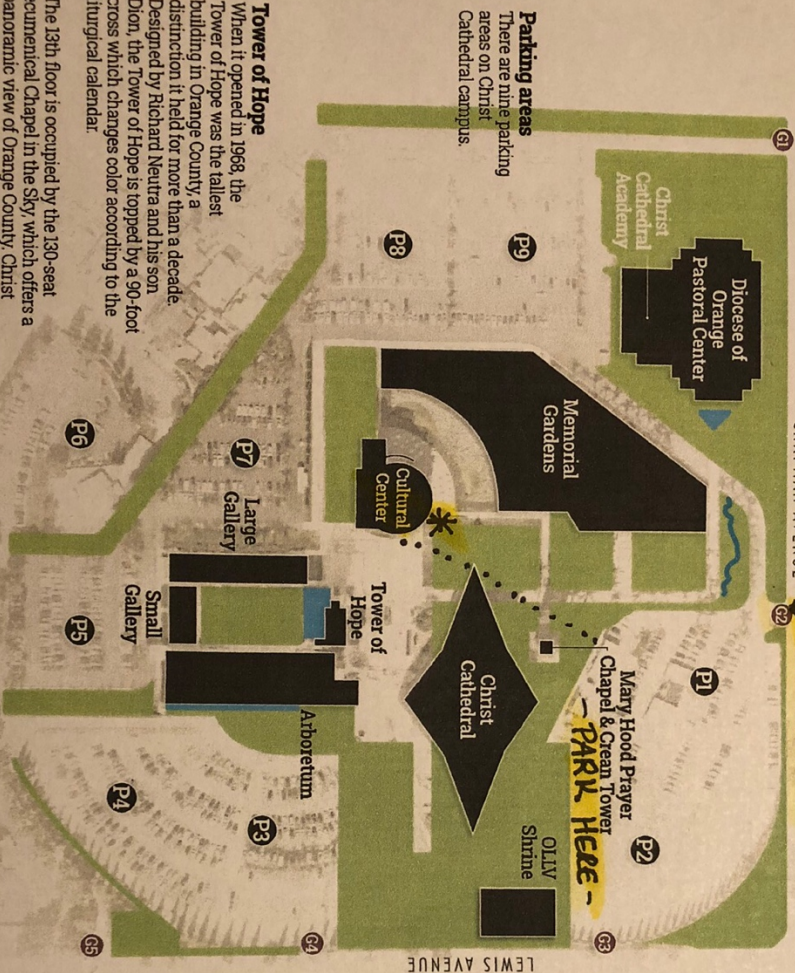 Parking areas
There are nine parking
areas on Christ
Cathedral campus.
Tower of Hope
When it opened in 1968, the
Tower of Hope was the tallest
building in Orange County, a
distinction it held for more than a decade.
Designed by Richard Neutra and his son
Dion, the Tower of Hope is topped by a 90-foot
cross which changes color according to the
liturgical calendar.
The 13th floor is occupied by the 130-seat
ecumenical Chapel in the Sky, which offers a
panoramic view of Orange County. Christ
G1
Christ
Cathedral
Academy
Diocese of
Orange
Pastoral Center
P9
P8
Memorial
Gardens
Cultural
Center
P7
P6
Large
Gallery
Small
Gallery
P5
Tower of
Hope
Christ
Cathedral
G2
P1
Mary Hood Prayer
Chapel & Crean Tower
- PARK HERE -
P2
Arboretum
P4
P3
OLLV
Shrine
G3
G4
G5
LEWIS AVENUE